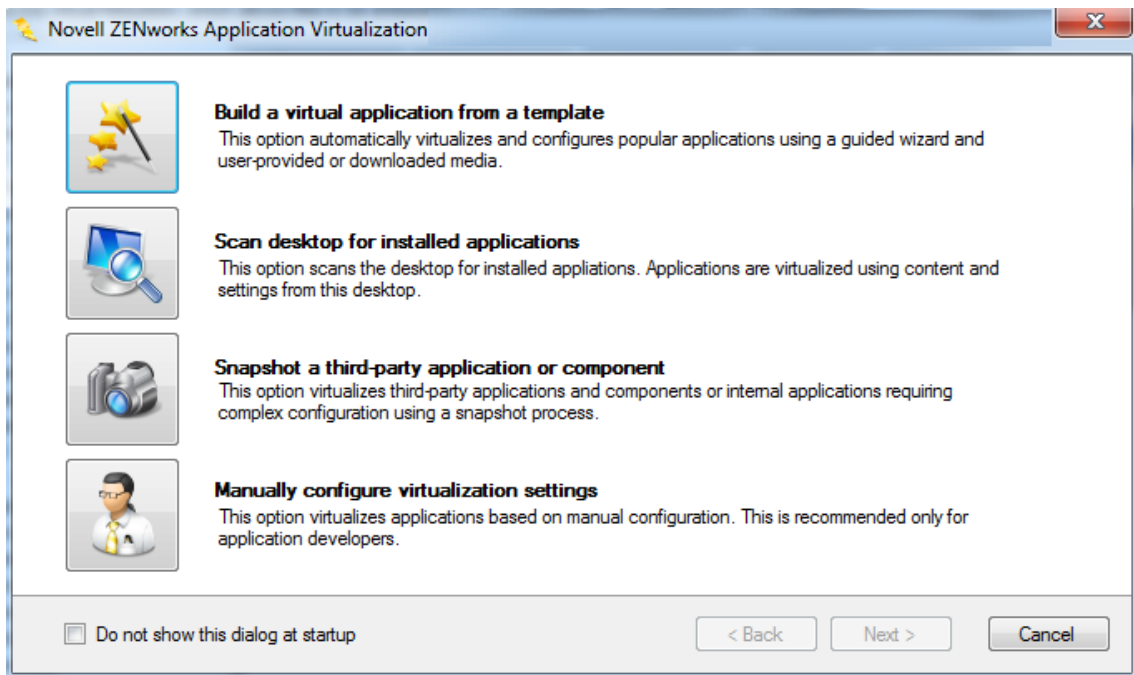 Novell ZENworks Application Virtualization
Build a virtual application from a template
This option automatically virtualizes and configures popular applications using a guided wizard and
user-provided or downloaded media.
Scan desktop for installed applications
This option scans the desktop for installed appliations. Applications are virtualized using content and
settings from this desktop.
Snapshot a third-party application or component
This option virtualizes third-party applications and components or internal applications requiring
complex configuration using a snapshot process.
Manually configure virtualization settings
This option virtualizes applications based on manual configuration. This is recommended only for
application developers.
Do not show this dialog at startup
< Back
Next >
Cancel